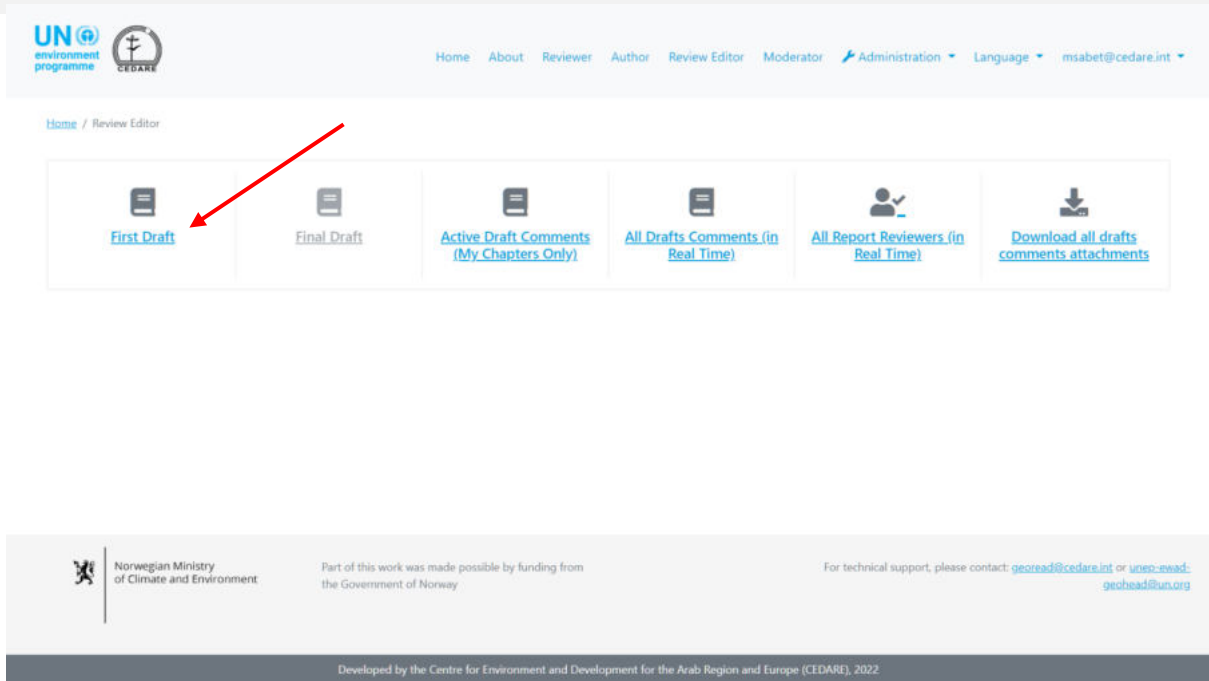 UN
environment
programme
CEDARE
Home About Reviewer Author Review Editor Moderator Administration Language msabet@cedare.int
Home / Review Editor
First Draft
Final Draft
Active Draft Comments
(My Chapters Only)
All Drafts Comments (in
Real Time)
All Report Reviewers (in
Real Time)
Download all drafts
comments attachments
Norwegian Ministry
of Climate and Environment
Part of this work was made possible by funding from
the Government of Norway
For technical support, please contact: georead@cedare.int or unep-ewad-
geohead@un.org
Developed by the Centre for Environment and Development for the Arab Region and Europe (CEDARE), 2022